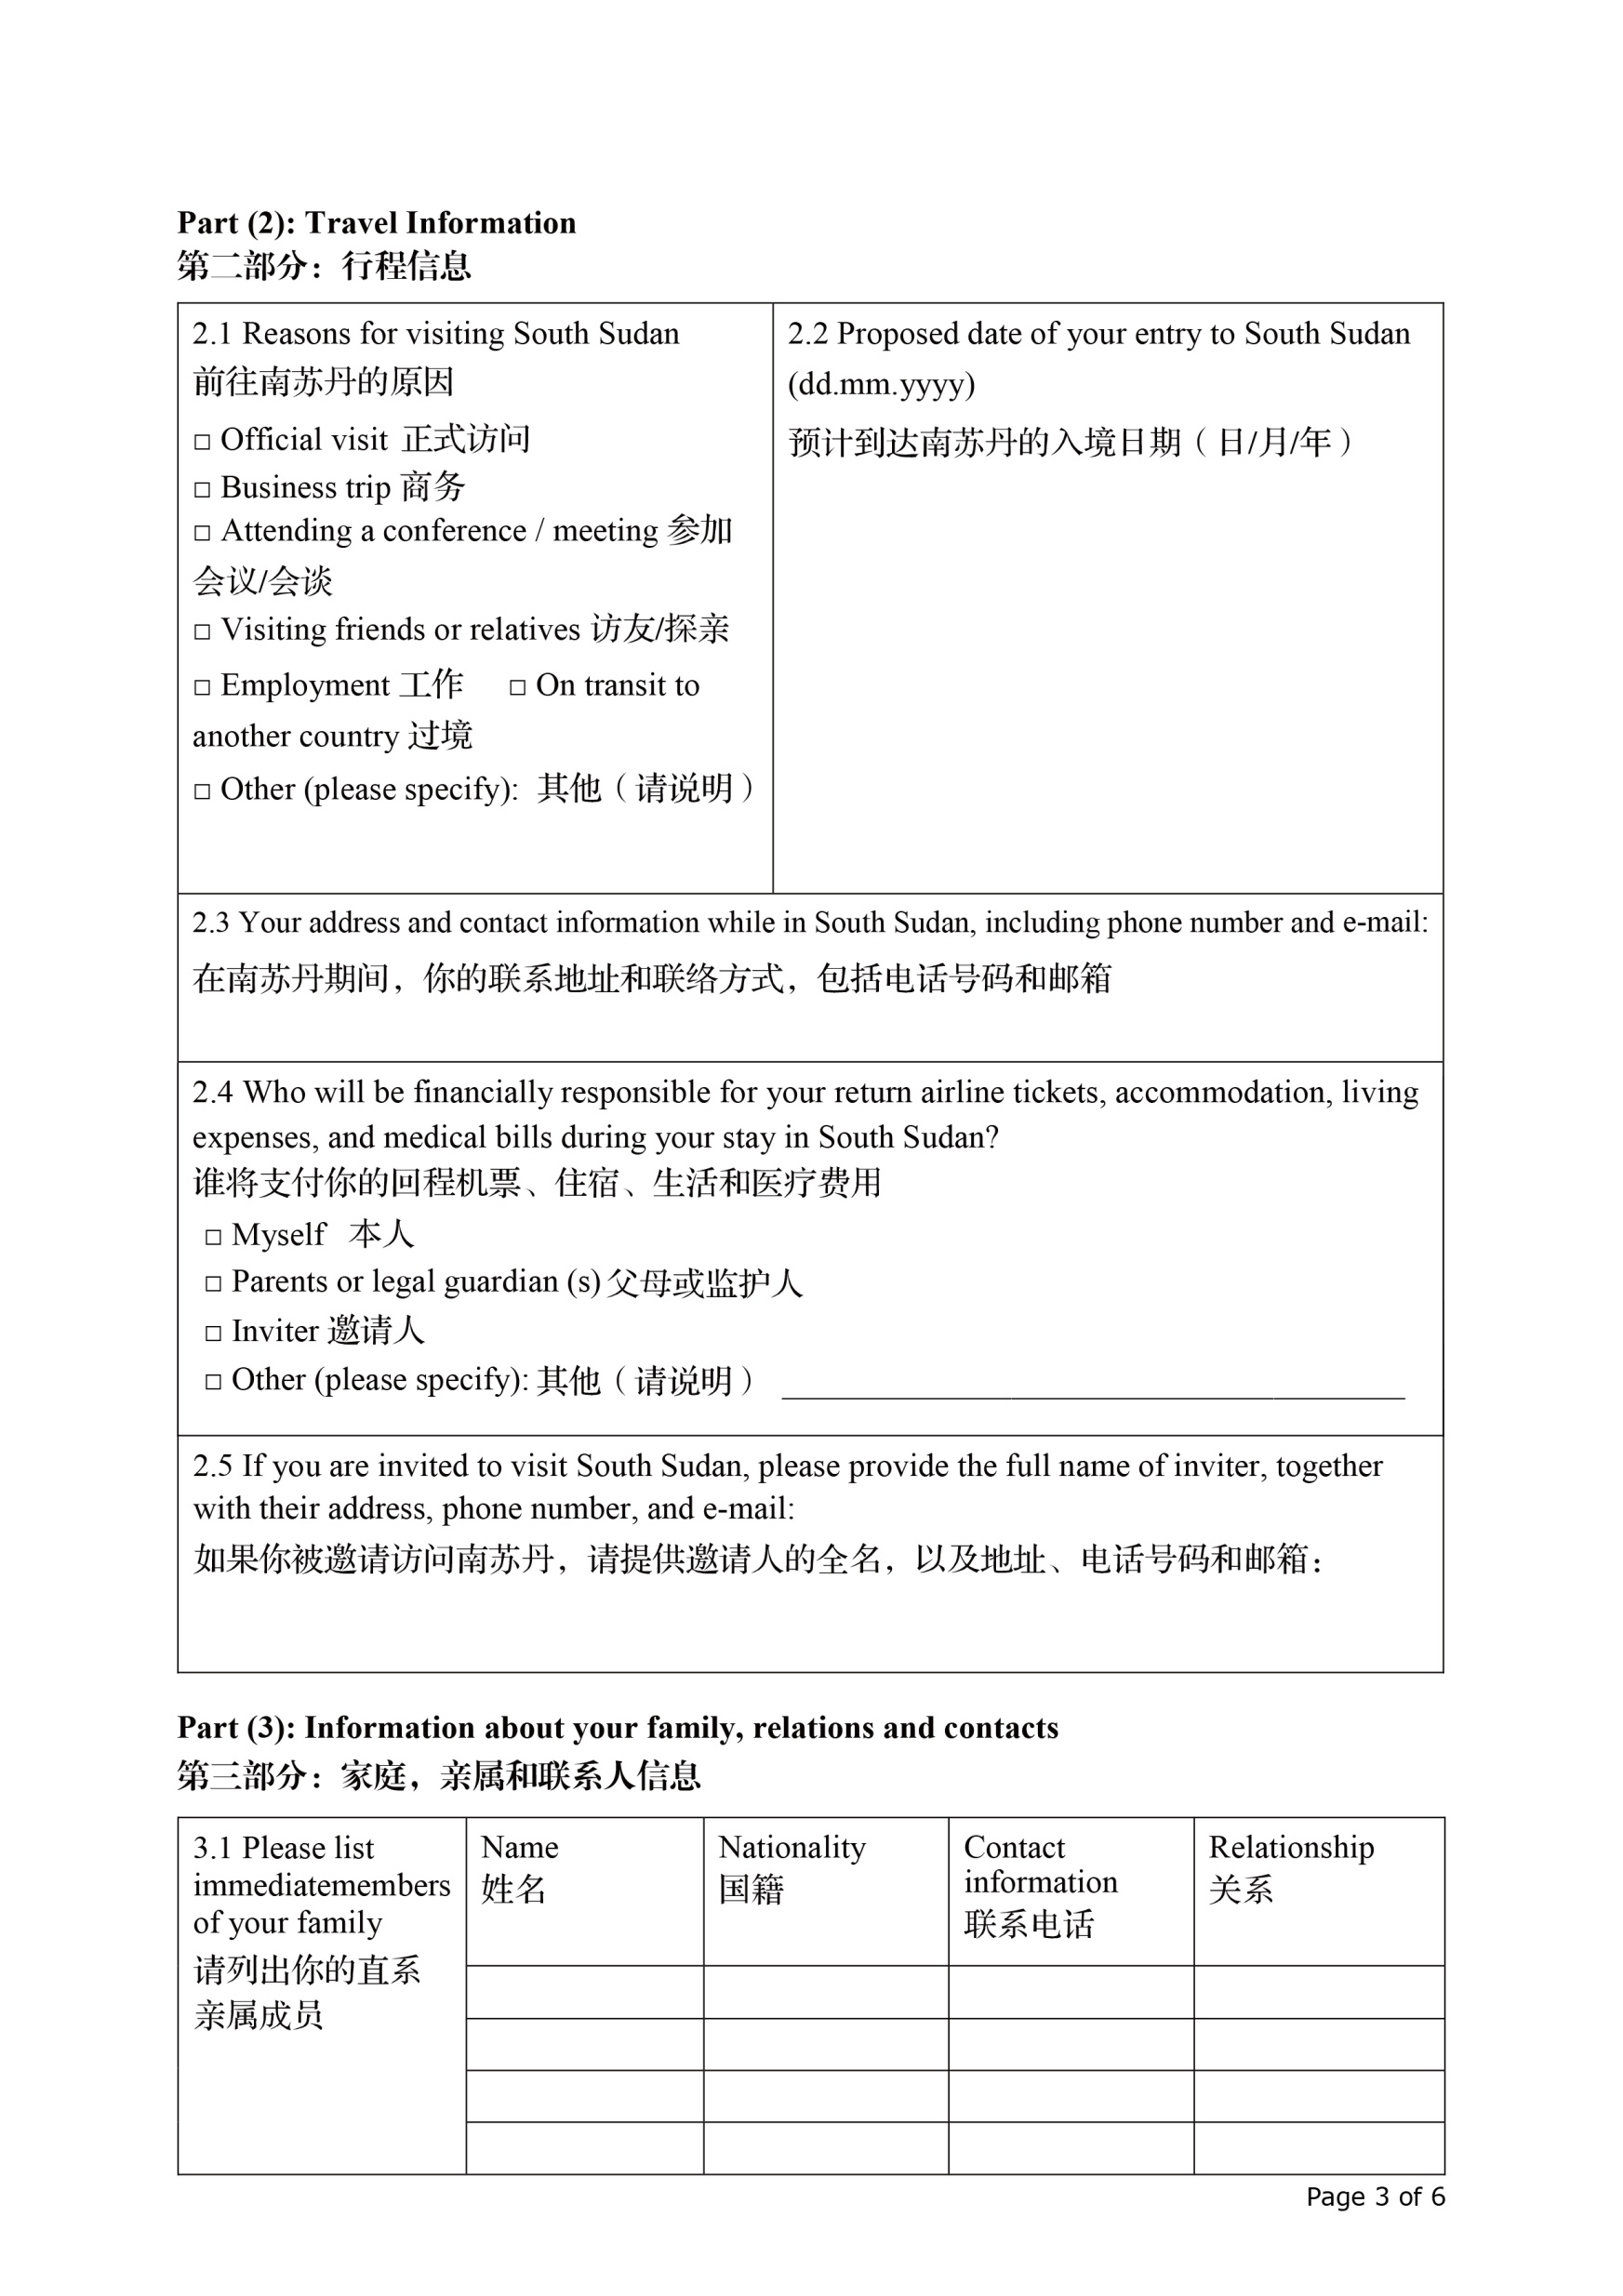 Part (2): Travel Information
第二部分：行程信息
2.1 Reasons for visiting South Sudan
前往南苏丹的原因
□ Official visit 正式访问
□ Business trip 商务
□ Attending a conference / meeting 参加
会议/会谈
□ Visiting friends or relatives 访友/探亲
□ Employment 工作 □ On transit to
another country 过境
□ Other (please specify): 其他（请说明）
2.2 Proposed date of your entry to South Sudan
(dd.mm.yyyy)
预计到达南苏丹的入境日期（日/月/年）
2.3 Your address and contact information while in South Sudan, including phone number and e-mail:
在南苏丹期间，你的联系地址和联络方式，包括电话号码和邮箱
2.4 Who will be financially responsible for your return airline tickets, accommodation, living
expenses, and medical bills during your stay in South Sudan?
谁将支付你的回程机票、住宿、生活和医疗费用
□ Myself 本人
□ Parents or legal guardian (s)父母或监护人
□ Inviter 邀请人
□ Other (please specify): 其他（请说明）
2.5 If you are invited to visit South Sudan, please provide the full name of inviter, together
with their address, phone number, and e-mail:
如果你被邀请访问南苏丹，请提供邀请人的全名，以及地址、电话号码和邮箱：
Part (3): Information about your family, relations and contacts
第三部分：家庭，亲属和联系人信息
3.1 Please list
immediatemembers
of your family
请列出你的直系
亲属成员
Name
姓名
Nationality
国籍
Contact
information
联系电话
Relationship
关系
Page 3 of 6